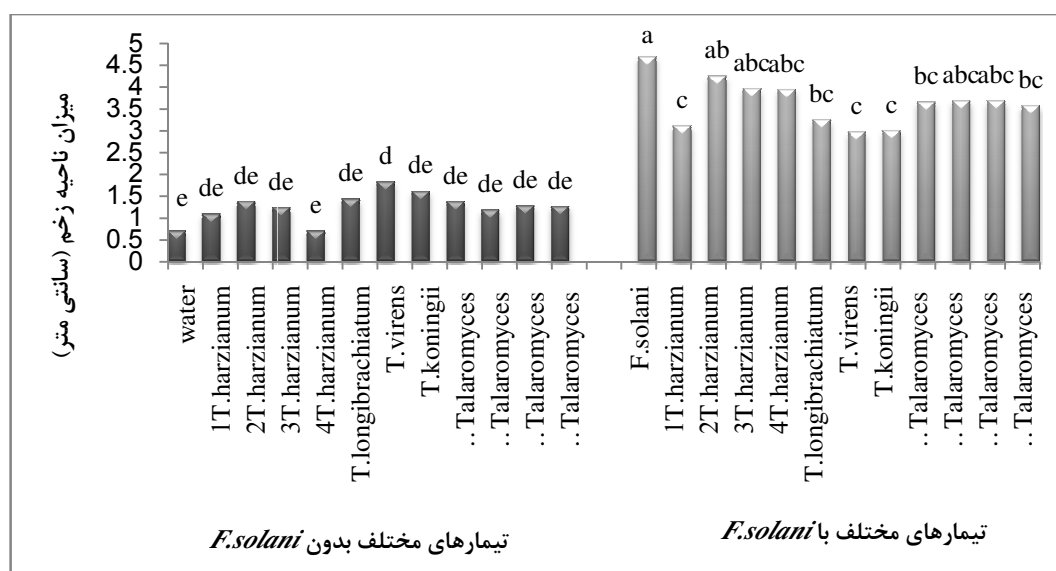 میزان ناحیه زخم (سانتی متر)
5
4.5
4
3.5
3
2.5
2
1.5
1
0.5
0
e de de de e de d de de de de de
a c ab abc abc bc c c bc abc abc bc
water
1T.harzianum
2T.harzianum
3T.harzianum
4T.harzianum
T.longibrachiatum
T.virens
T.koningii
..Talaromyces
..Talaromyces
..Talaromyces
..Talaromyces
F.solani
1T.harzianum
2T.harzianum
3T.harzianum
4T.harzianum
T.longibrachiatum
T.virens
T.koningii
..Talaromyces
..Talaromyces
..Talaromyces
..Talaromyces
تیمارهای مختلف بدون F.solani
تیمارهای مختلف با F.solani